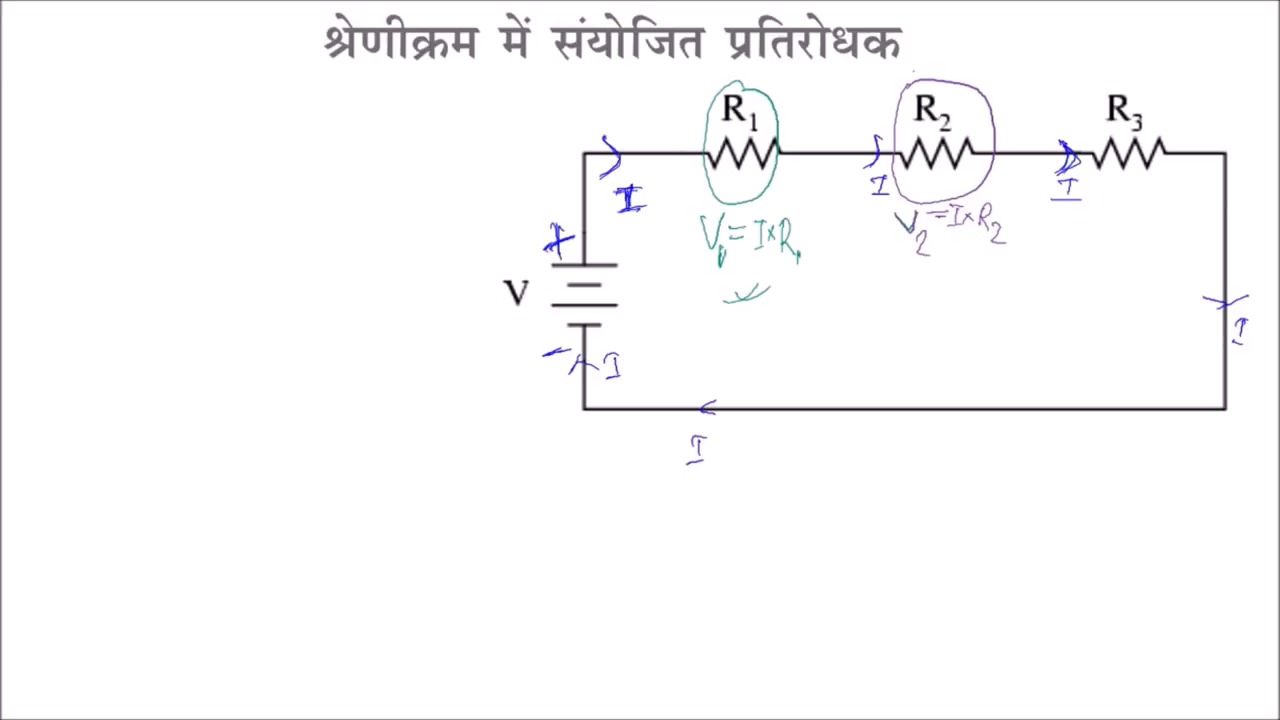 श्रेणीक्रम में संयोजित प्रतिरोधक
R₁ R₂ R₃
I I I
V₁ = I×R₁ V₂ = I×R₂
+
V
I
- I
I